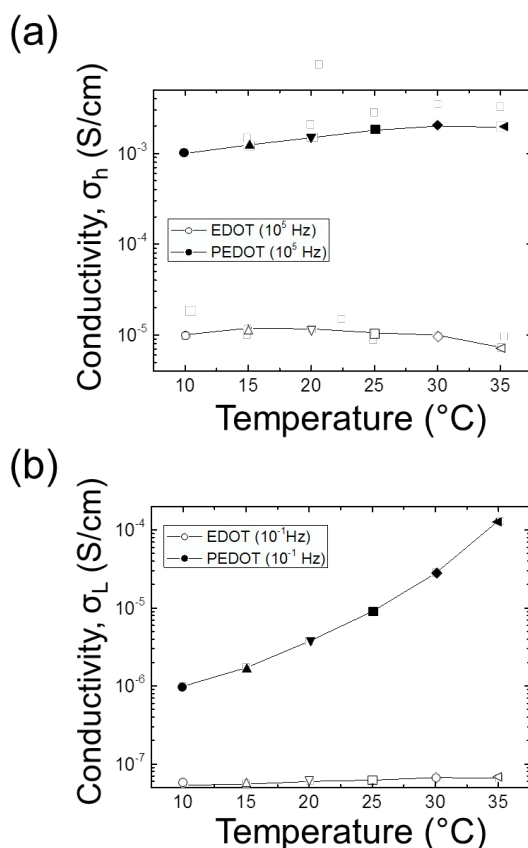 (a)
Conductivity, σh (S/cm)
10-3
10-4
10-5
EDOT (10⁵ Hz)
PEDOT (10⁵ Hz)
10 15 20 25 30 35
Temperature (°C)
(b)
Conductivity, σL (S/cm)
10-4
10-5
10-6
10-7
EDOT (10⁻¹Hz)
PEDOT (10⁻¹ Hz)
10 15 20 25 30 35
Temperature (°C)